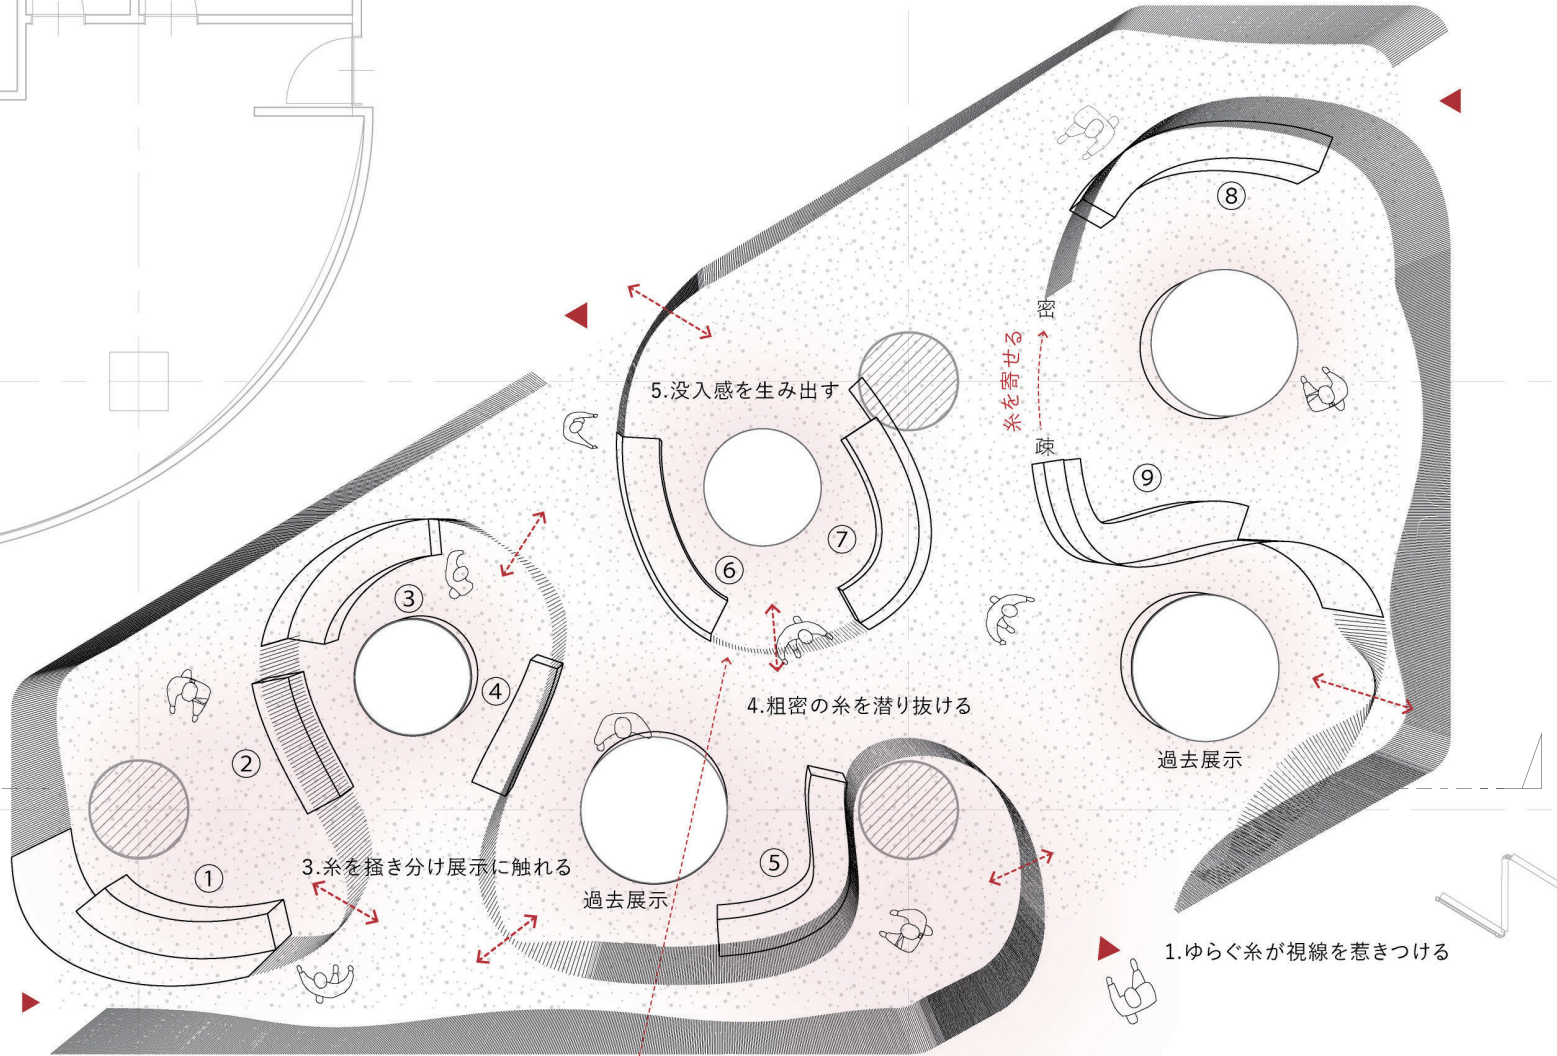 ⑧
密
糸を寄せる
疎
5.没入感を生み出す
⑨
⑦
⑥
③
④
4.粗密の糸を潜り抜ける
②
過去展示
①
3.糸を掻き分け展示に触れる
⑤
過去展示
1.ゆらぐ糸が視線を惹きつける